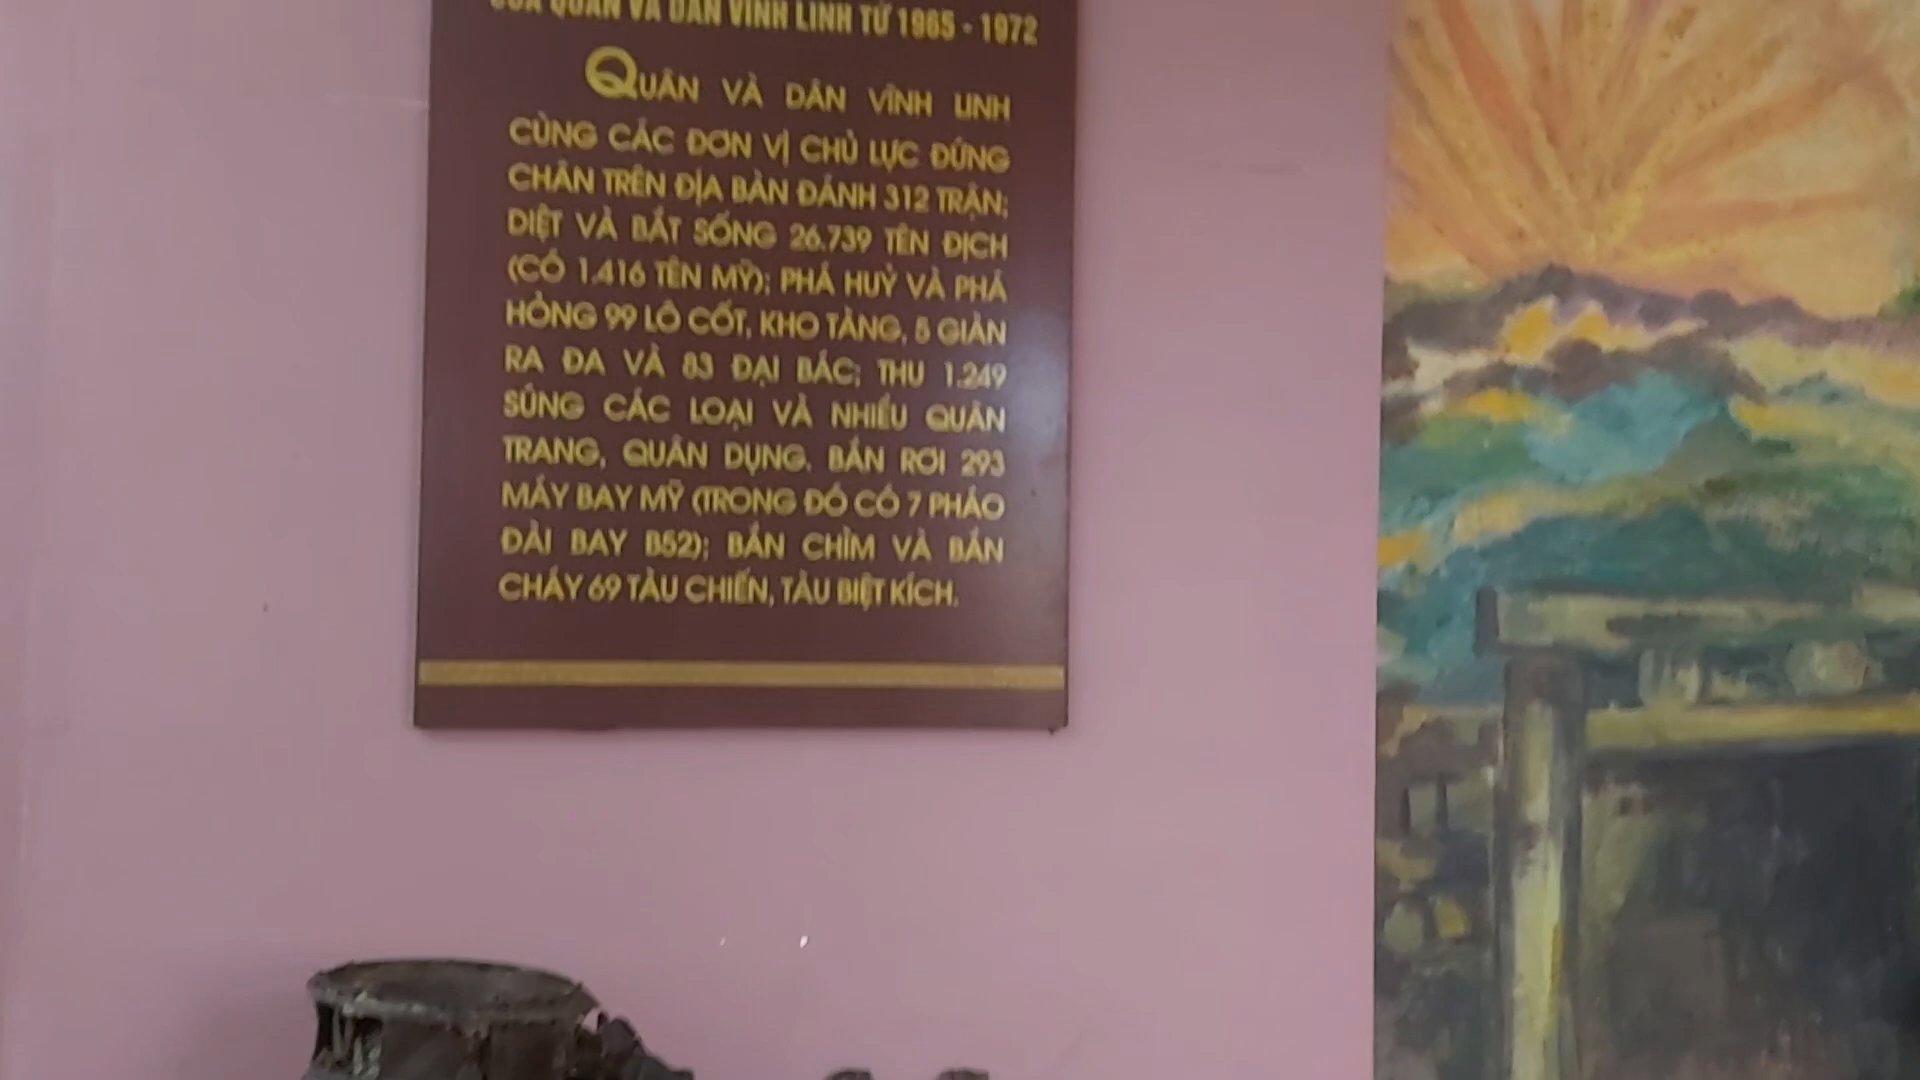 CỦA QUÂN VÀ DÂN VĨNH LINH TỪ 1965 - 1972
QUÂN VÀ DÂN VĨNH LINH
CÙNG CÁC ĐƠN VỊ CHỦ LỰC ĐỨNG
CHÂN TRÊN ĐỊA BÀN ĐÁNH 312 TRẬN;
DIỆT VÀ BẮT SỐNG 26.739 TÊN ĐỊCH
(CÓ 1.416 TÊN MỸ); PHÁ HUỶ VÀ PHÁ
HỎNG 99 LÔ CỐT, KHO TÀNG, 5 GIÀN
RA ĐA VÀ 83 ĐẠI BÁC; THU 1.249
SÚNG CÁC LOẠI VÀ NHIỀU QUÂN
TRANG, QUÂN DỤNG. BẮN RƠI 293
MÁY BAY MỸ (TRONG ĐÓ CÓ 7 PHÁO
ĐÀI BAY B52); BẮN CHÌM VÀ BẮN
CHÁY 69 TÀU CHIẾN, TÀU BIỆT KÍCH.